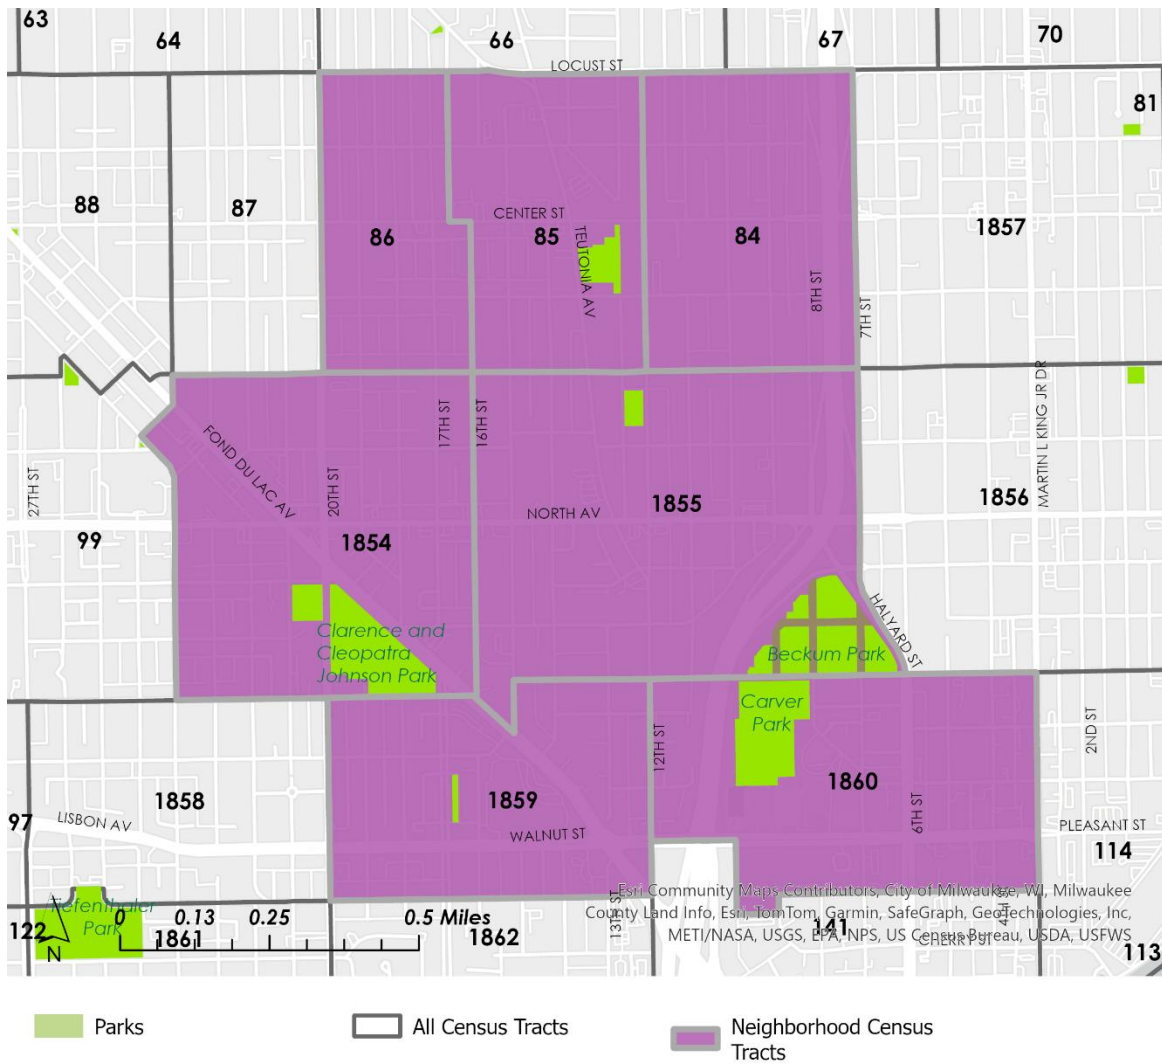 63
64
66
67
70
LOCUST ST
81
88
87
86
CENTER ST
85
TEUTONIA AV
84
8TH ST
7TH ST
1857
27TH ST
FOND DU LAC AV
20TH ST
17TH ST
16TH ST
NORTH AV
1855
1856
MARTIN L KING JR DR
99
1854
Clarence and
Cleopatra
Johnson Park
HALYARD ST
Beckum Park
Carver
Park
12TH ST
2ND ST
1858
1859
1860
6TH ST
97
LISBON AV
WALNUT ST
PLEASANT ST
114
Tiefenthaler
Park
122
1861
N
0 0.13 0.25 0.5 Miles
1862
13TH ST
4TH ST
141
CHERRY ST
113
Esri Community Maps Contributors, City of Milwaukee, WI, Milwaukee
County Land Info, Esri, TomTom, Garmin, SafeGraph, GeoTechnologies, Inc,
METI/NASA, USGS, EPA, NPS, US Census Bureau, USDA, USFWS
Parks
All Census Tracts
Neighborhood Census
Tracts